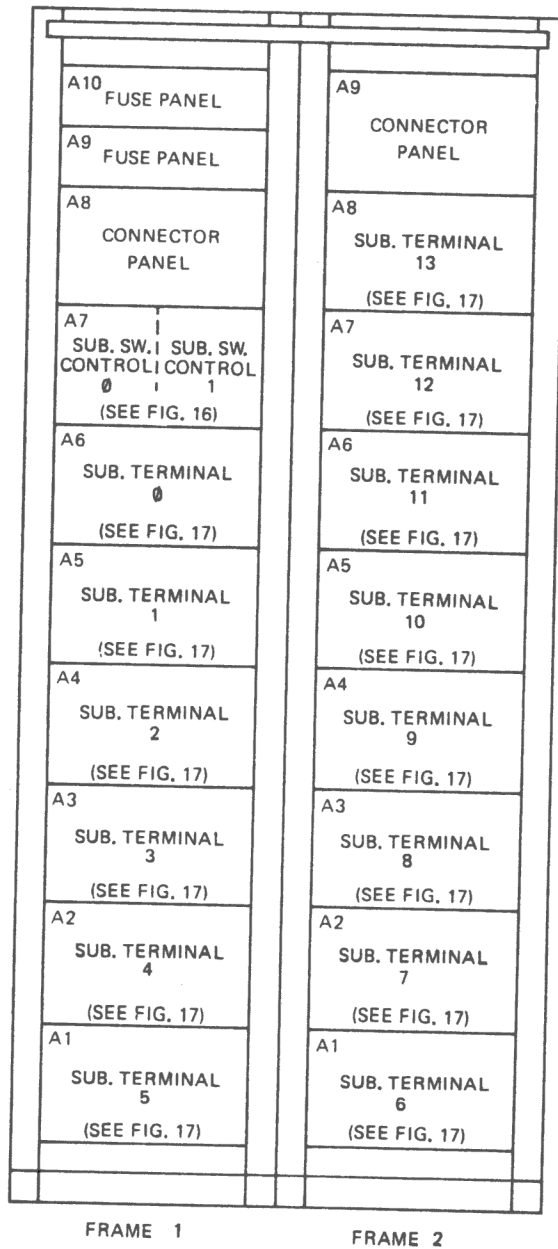 A10
FUSE PANEL
A9
FUSE PANEL
A8
CONNECTOR
PANEL
A7
SUB. SW.
CONTROL
Ø
SUB. SW.
CONTROL
1
(SEE FIG. 16)
A6
SUB. TERMINAL
Ø
(SEE FIG. 17)
A5
SUB. TERMINAL
1
(SEE FIG. 17)
A4
SUB. TERMINAL
2
(SEE FIG. 17)
A3
SUB. TERMINAL
3
(SEE FIG. 17)
A2
SUB. TERMINAL
4
(SEE FIG. 17)
A1
SUB. TERMINAL
5
(SEE FIG. 17)
FRAME 1
A9
CONNECTOR
PANEL
A8
SUB. TERMINAL
13
(SEE FIG. 17)
A7
SUB. TERMINAL
12
(SEE FIG. 17)
A6
SUB. TERMINAL
11
(SEE FIG. 17)
A5
SUB. TERMINAL
10
(SEE FIG. 17)
A4
SUB. TERMINAL
9
(SEE FIG. 17)
A3
SUB. TERMINAL
8
(SEE FIG. 17)
A2
SUB. TERMINAL
7
(SEE FIG. 17)
A1
SUB. TERMINAL
6
(SEE FIG. 17)
FRAME 2